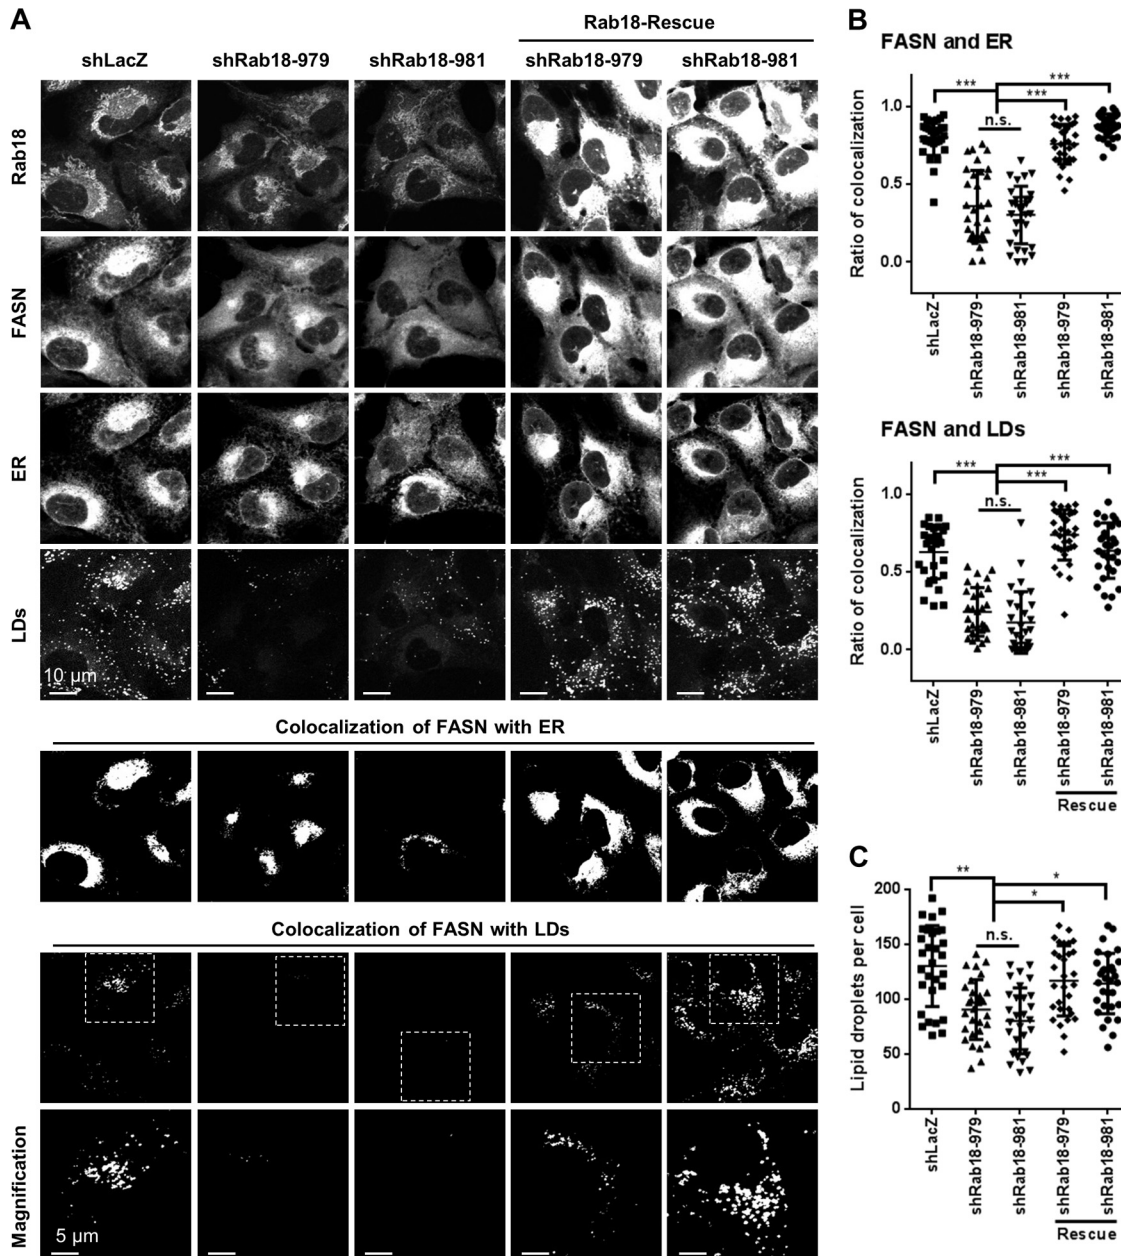 A
Rab18-Rescue
shLacZ
shRab18-979
shRab18-981
shRab18-979
shRab18-981
Rab18
FASN
ER
LDs
10 µm
Colocalization of FASN with ER
Colocalization of FASN with LDs
Magnification
5 µm
B
FASN and ER
***
***
***
n.s.
Ratio of colocalization
1.0
0.5
0.0
shLacZ
shRab18-979
shRab18-981
shRab18-979
shRab18-981
FASN and LDs
***
***
***
n.s.
Ratio of colocalization
1.0
0.5
0.0
shLacZ
shRab18-979
shRab18-981
shRab18-979
shRab18-981
Rescue
C
**
*
*
n.s.
Lipid droplets per cell
200
150
100
50
0
shLacZ
shRab18-979
shRab18-981
shRab18-979
shRab18-981
Rescue